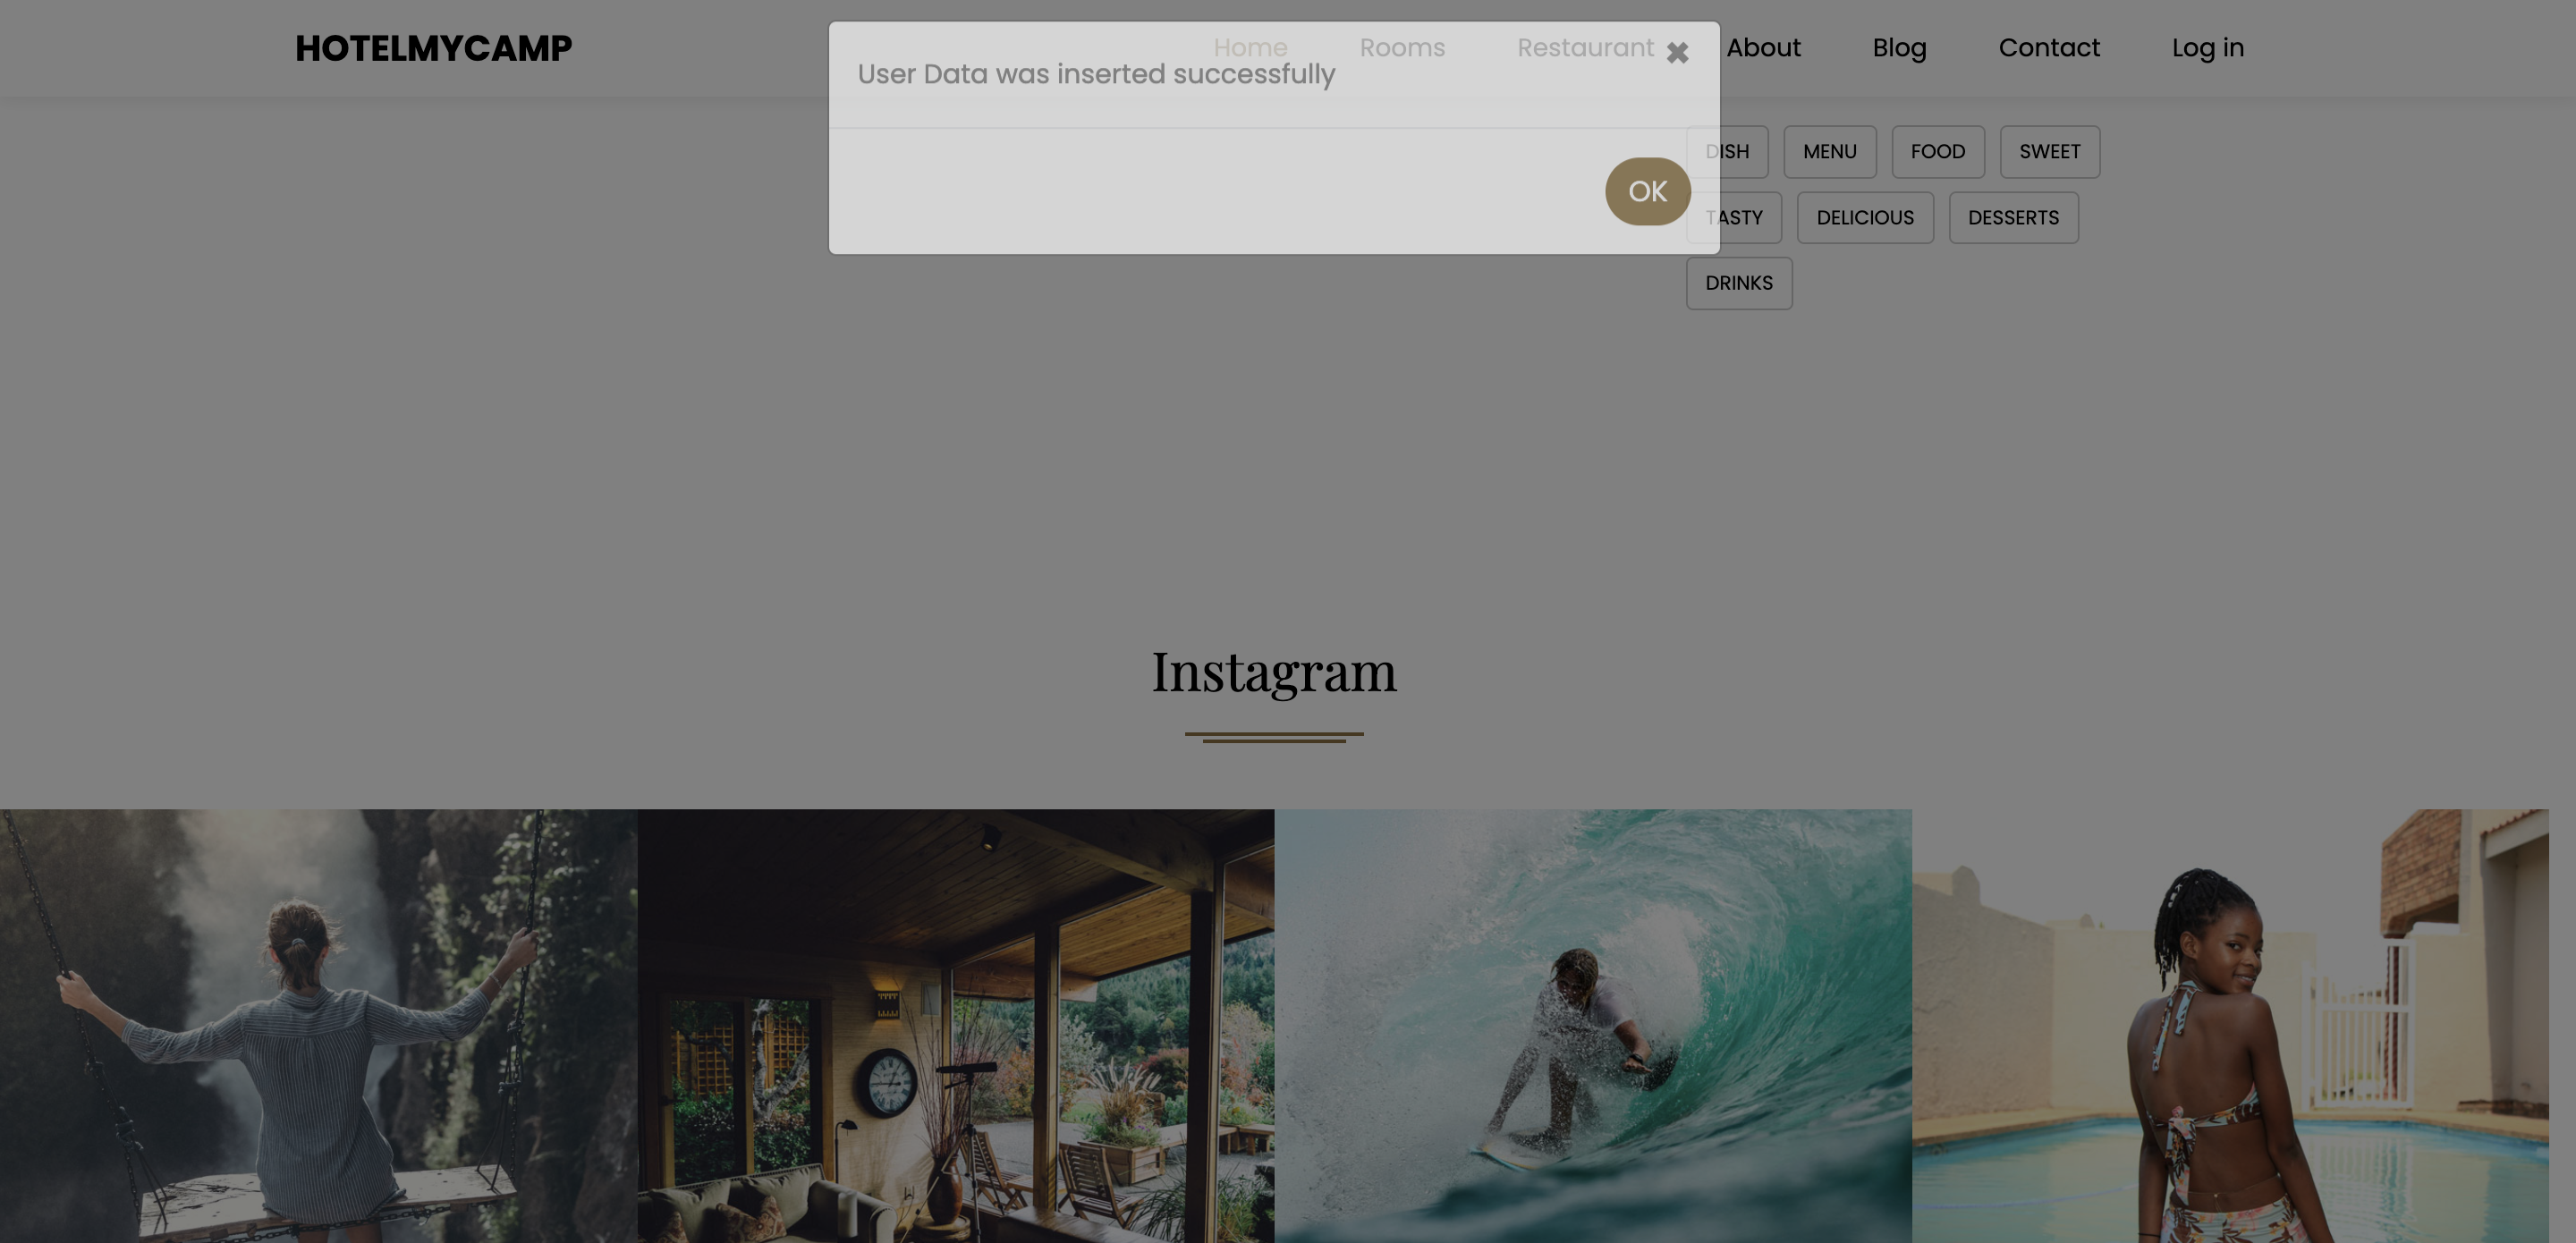 HOTELMYCAMP
Home Rooms Restaurant ✖ About Blog Contact Log in
User Data was inserted successfully
OK
DISH MENU FOOD SWEET
TASTY DELICIOUS DESSERTS
DRINKS
Instagram